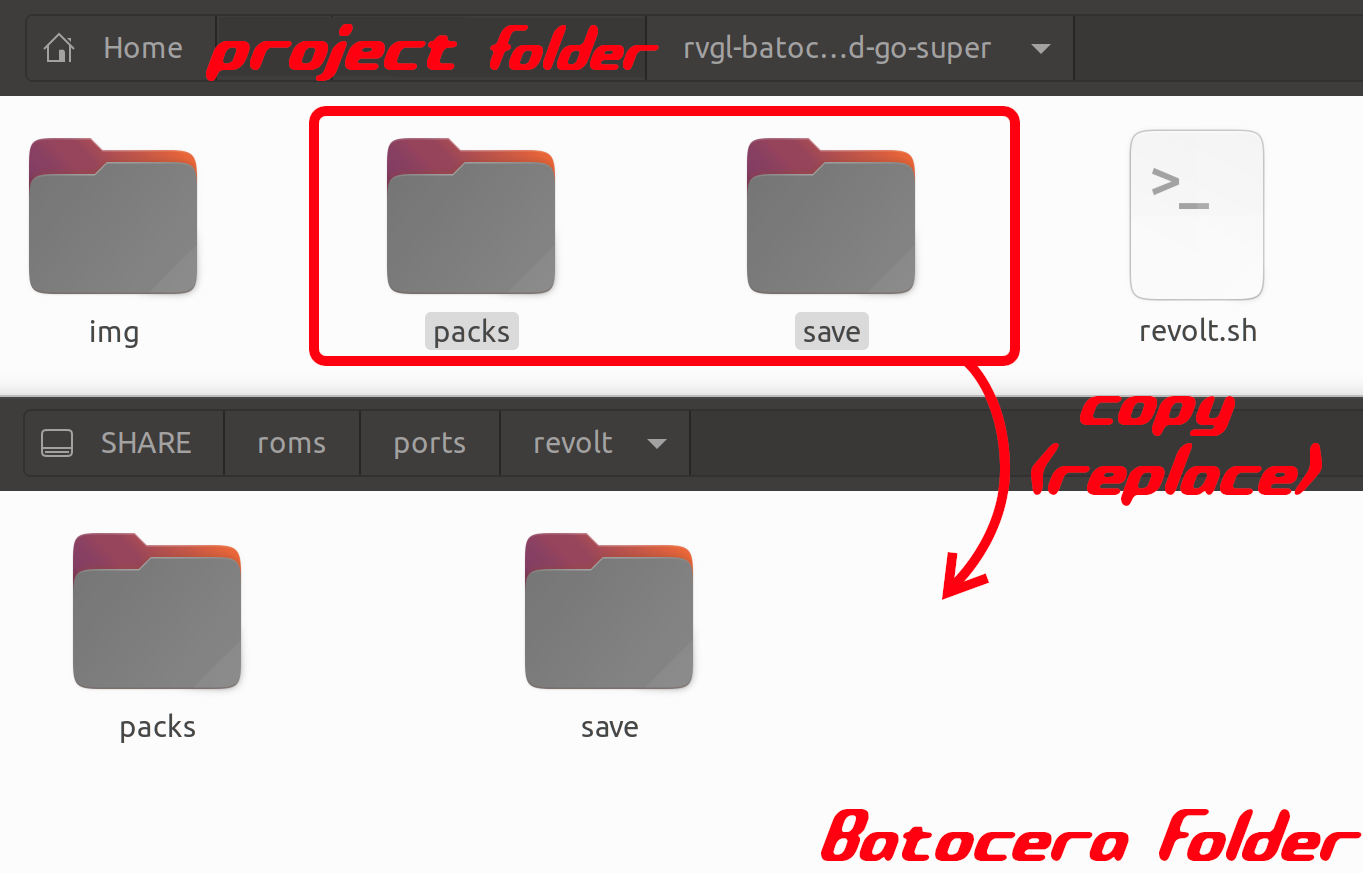 Home project folder rvgl-batoc...d-go-super
img packs save >_ revolt.sh
copy
SHARE roms ports revolt (replace)
packs save
Batocera Folder